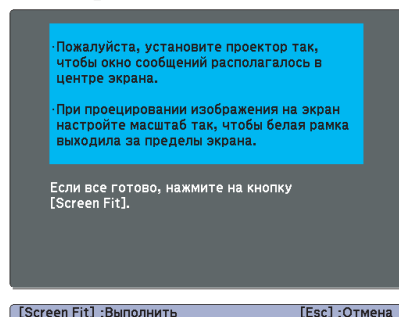 ·Пожалуйста, установите проектор так,
чтобы окно сообщений располагалось в
центре экрана.
·При проецировании изображения на экран
настройте масштаб так, чтобы белая рамка
выходила за пределы экрана.
Если все готово, нажмите на кнопку
[Screen Fit].
[Screen Fit] :Выполнить [Esc] :Отмена